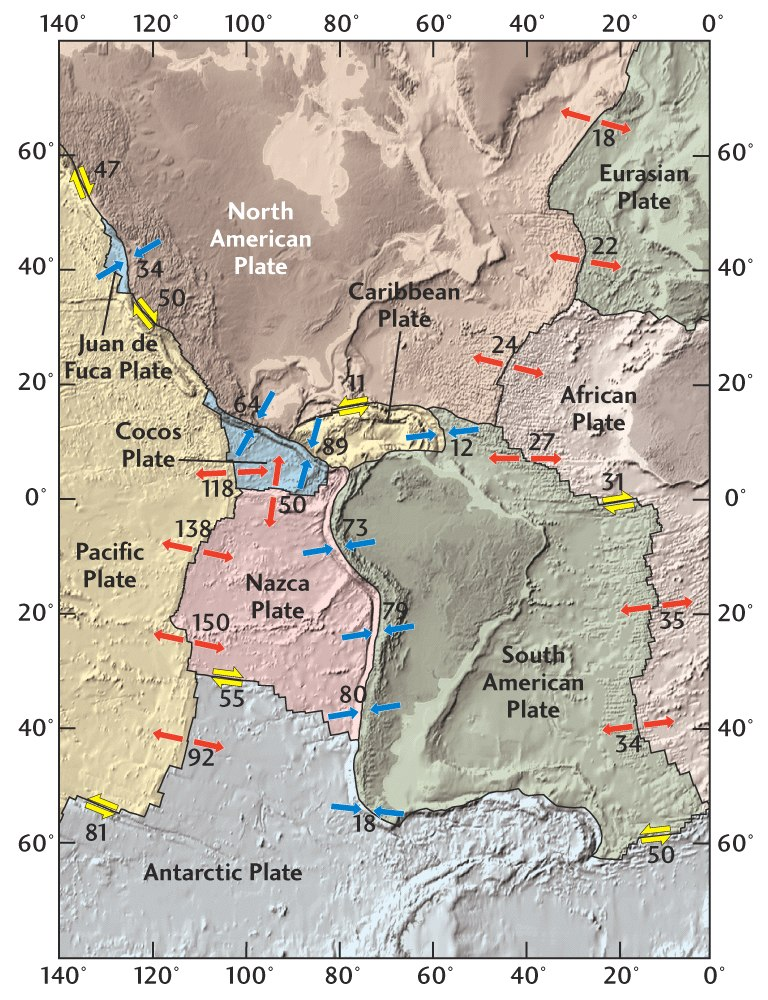 140° 120° 100° 80° 60° 40° 20° 0°
18
60° 60°
47
Eurasian
Plate
North
American
Plate
22
34
40° 40°
50
Caribbean
Plate
Juan de
Fuca Plate
24
20° 20°
11
African
Plate
64
Cocos
Plate
89
12
27
118
50
31
0° 0°
138
73
Pacific
Plate
Nazca
Plate
79
150
35
20° 20°
South
American
Plate
55
80
40° 40°
92
34
18
81
60° 60°
50
Antarctic Plate
140° 120° 100° 80° 60° 40° 20° 0°